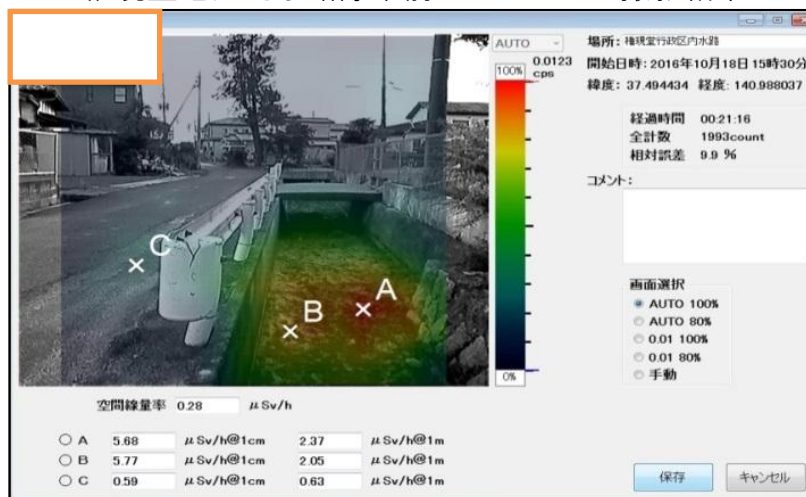 AUTO
0.0123
cps
100%
0%
場所: 権現堂行政区内水路
開始日時: 2016年10月18日 15時30分
緯度: 37.494434 経度: 140.988037
経過時間 00:21:16
全計数 1993count
相対誤差 9.9 %
コメント:
画面選択
AUTO 100%
AUTO 80%
0.01 100%
0.01 80%
手動
C
A
B
空間線量率 0.28 μSv/h
A 5.68 μSv/h@1cm 2.37 μSv/h@1m
B 5.77 μSv/h@1cm 2.05 μSv/h@1m
C 0.59 μSv/h@1cm 0.63 μSv/h@1m
保存 キャンセル